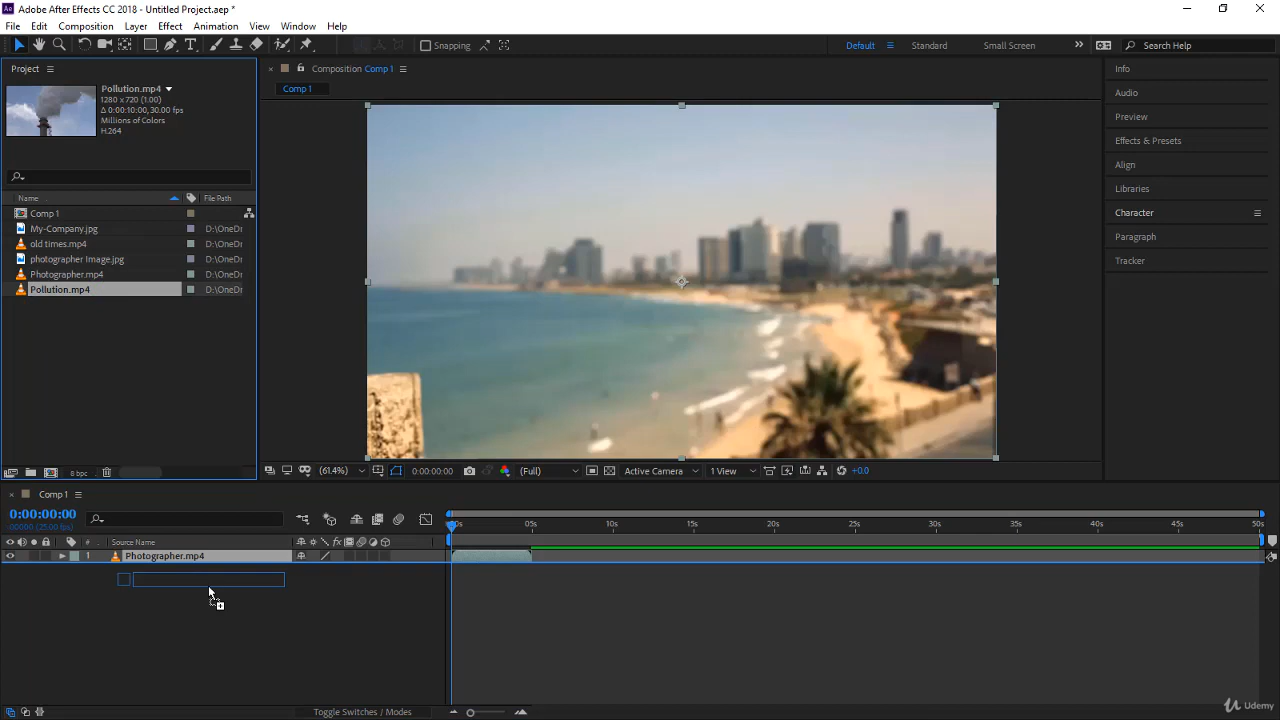 Adobe After Effects CC 2018 - Untitled Project.aep *
File Edit Composition Layer Effect Animation View Window Help
Snapping
Default Standard Small Screen Search Help
Project
Composition Comp 1
Comp 1
Pollution.mp4
1280 x 720 (1.00)
Δ 0:00:10:00, 30.00 fps
Millions of Colors
H.264
Name File Path
Comp 1
My-Company.jpg D:\OneDr
old times.mp4 D:\OneDr
photographer Image.jpg D:\OneDr
Photographer.mp4 D:\OneDr
Pollution.mp4 D:\OneDr
8 bpc
(61.4%) 0:00:00:00 (Full) Active Camera 1 View +0.0
Info
Audio
Preview
Effects & Presets
Align
Libraries
Character
Paragraph
Tracker
Comp 1
0:00:00:00
00000 (25.00 fps)
05s 10s 15s 20s 25s 30s 35s 40s 45s 50s
# Source Name
1 Photographer.mp4
Toggle Switches / Modes
Udemy